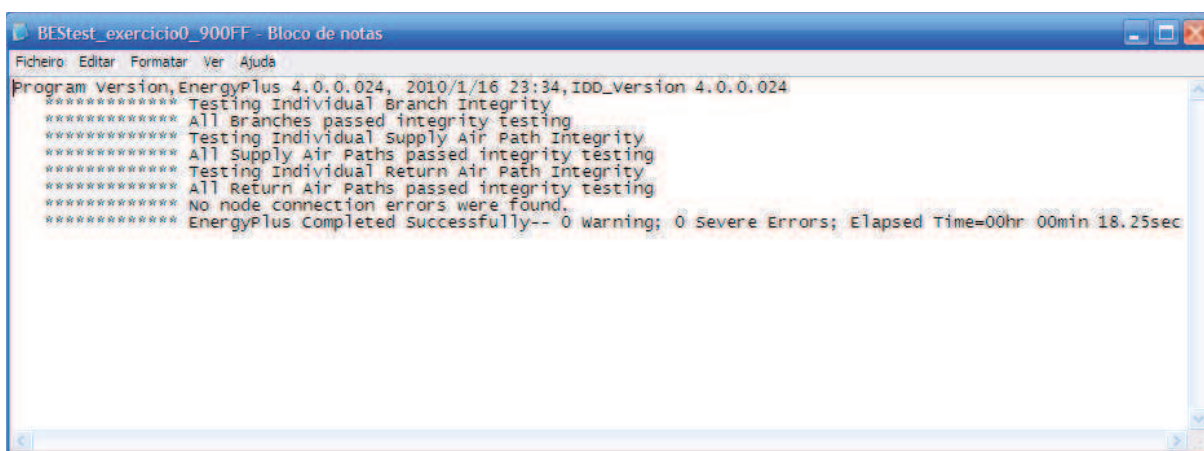 BEStest_exercicio0_900FF - Bloco de notas
Ficheiro Editar Formatar Ver Ajuda
Program Version,EnergyPlus 4.0.0.024, 2010/1/16 23:34,IDD_Version 4.0.0.024
************* Testing Individual Branch Integrity
************* All Branches passed integrity testing
************* Testing Individual Supply Air Path Integrity
************* All Supply Air Paths passed integrity testing
************* Testing Individual Return Air Path Integrity
************* All Return Air Paths passed integrity testing
************* No node connection errors were found.
************* EnergyPlus Completed Successfully-- 0 Warning; 0 Severe Errors; Elapsed Time=00hr 00min 18.25sec